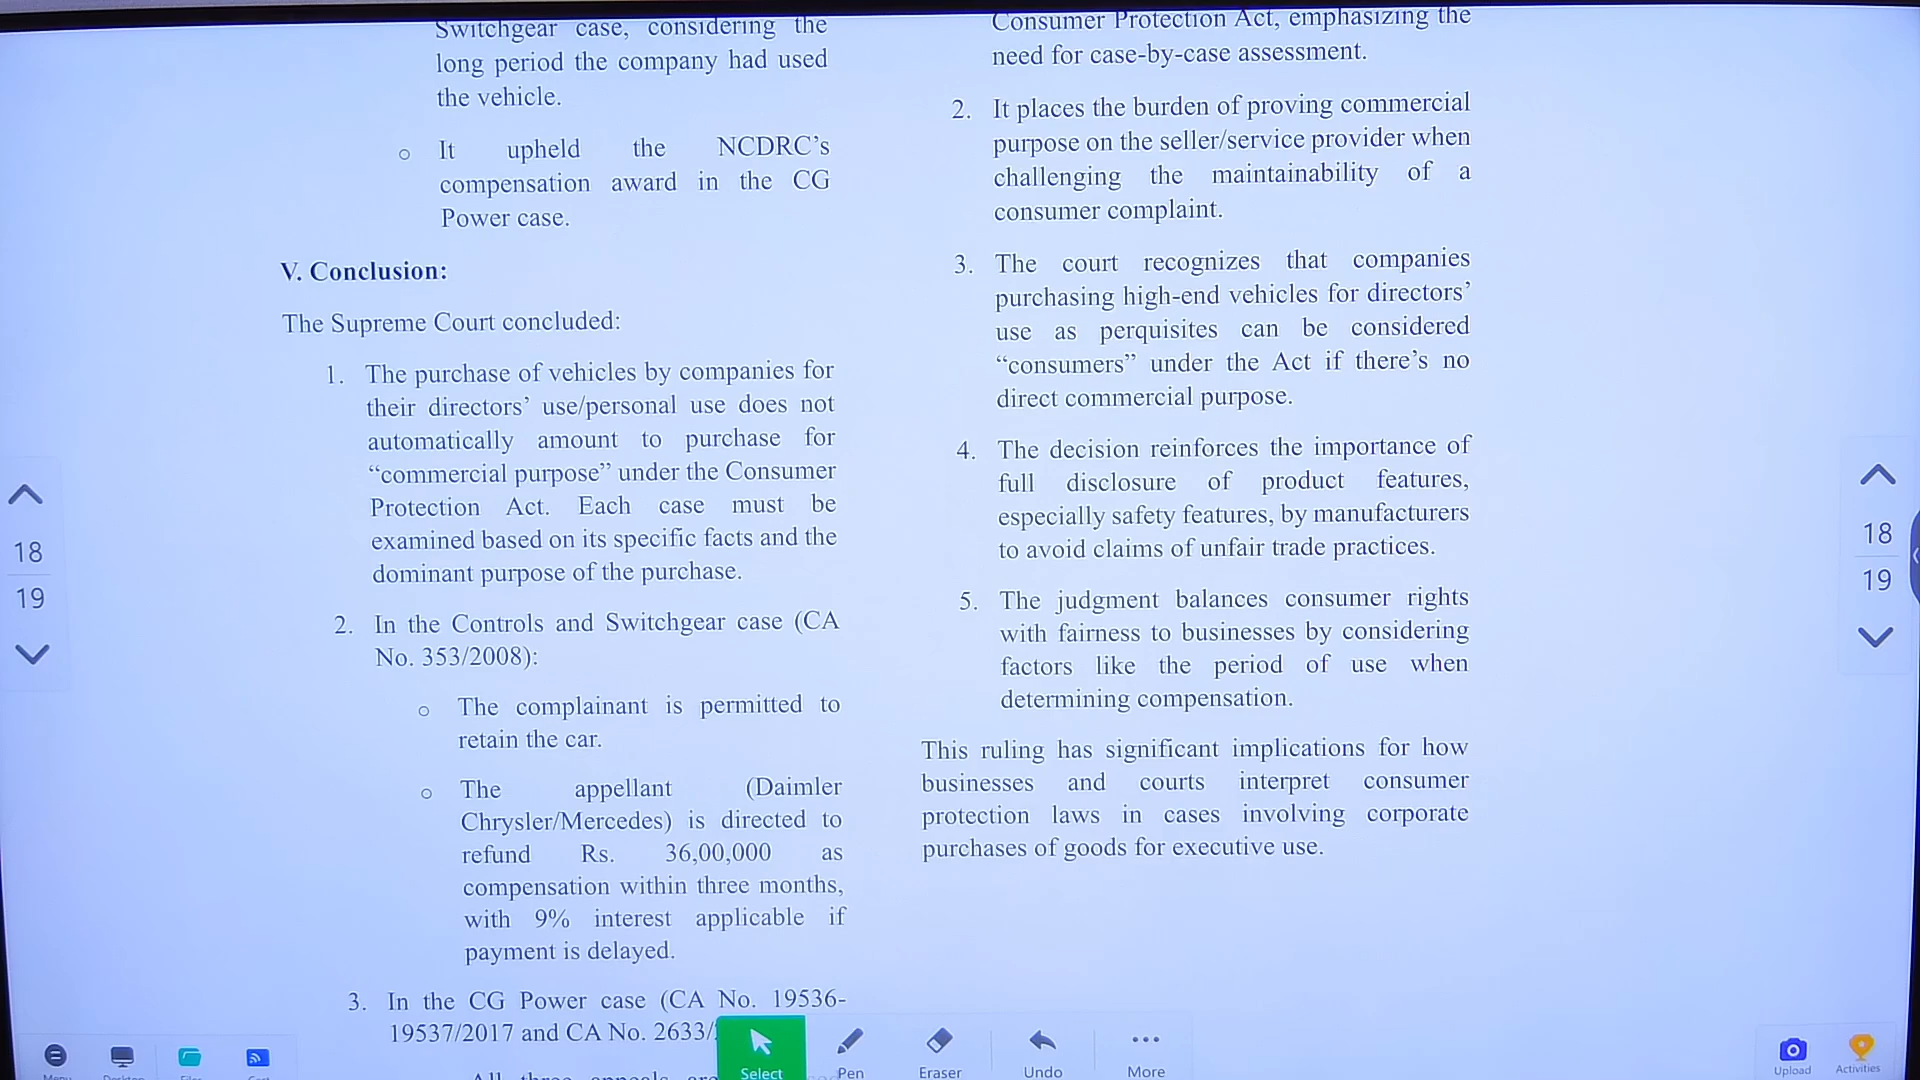 Switchgear case, considering the
long period the company had used
the vehicle.
o It upheld the NCDRC’s
compensation award in the CG
Power case.
V. Conclusion:
The Supreme Court concluded:
1. The purchase of vehicles by companies for
their directors’ use/personal use does not
automatically amount to purchase for
“commercial purpose” under the Consumer
Protection Act. Each case must be
examined based on its specific facts and the
dominant purpose of the purchase.
2. In the Controls and Switchgear case (CA
No. 353/2008):
o The complainant is permitted to
retain the car.
o The appellant (Daimler
Chrysler/Mercedes) is directed to
refund Rs. 36,00,000 as
compensation within three months,
with 9% interest applicable if
payment is delayed.
3. In the CG Power case (CA No. 19536-
19537/2017 and CA No. 2633/
All three appeals are
Consumer Protection Act, emphasizing the
need for case-by-case assessment.
2. It places the burden of proving commercial
purpose on the seller/service provider when
challenging the maintainability of a
consumer complaint.
3. The court recognizes that companies
purchasing high-end vehicles for directors’
use as perquisites can be considered
“consumers” under the Act if there’s no
direct commercial purpose.
4. The decision reinforces the importance of
full disclosure of product features,
especially safety features, by manufacturers
to avoid claims of unfair trade practices.
5. The judgment balances consumer rights
with fairness to businesses by considering
factors like the period of use when
determining compensation.
This ruling has significant implications for how
businesses and courts interpret consumer
protection laws in cases involving corporate
purchases of goods for executive use.
18
19
18
19
Menu
Desktop
Files
Cast
Select
Pen
Eraser
Undo
More
Upload
Activities